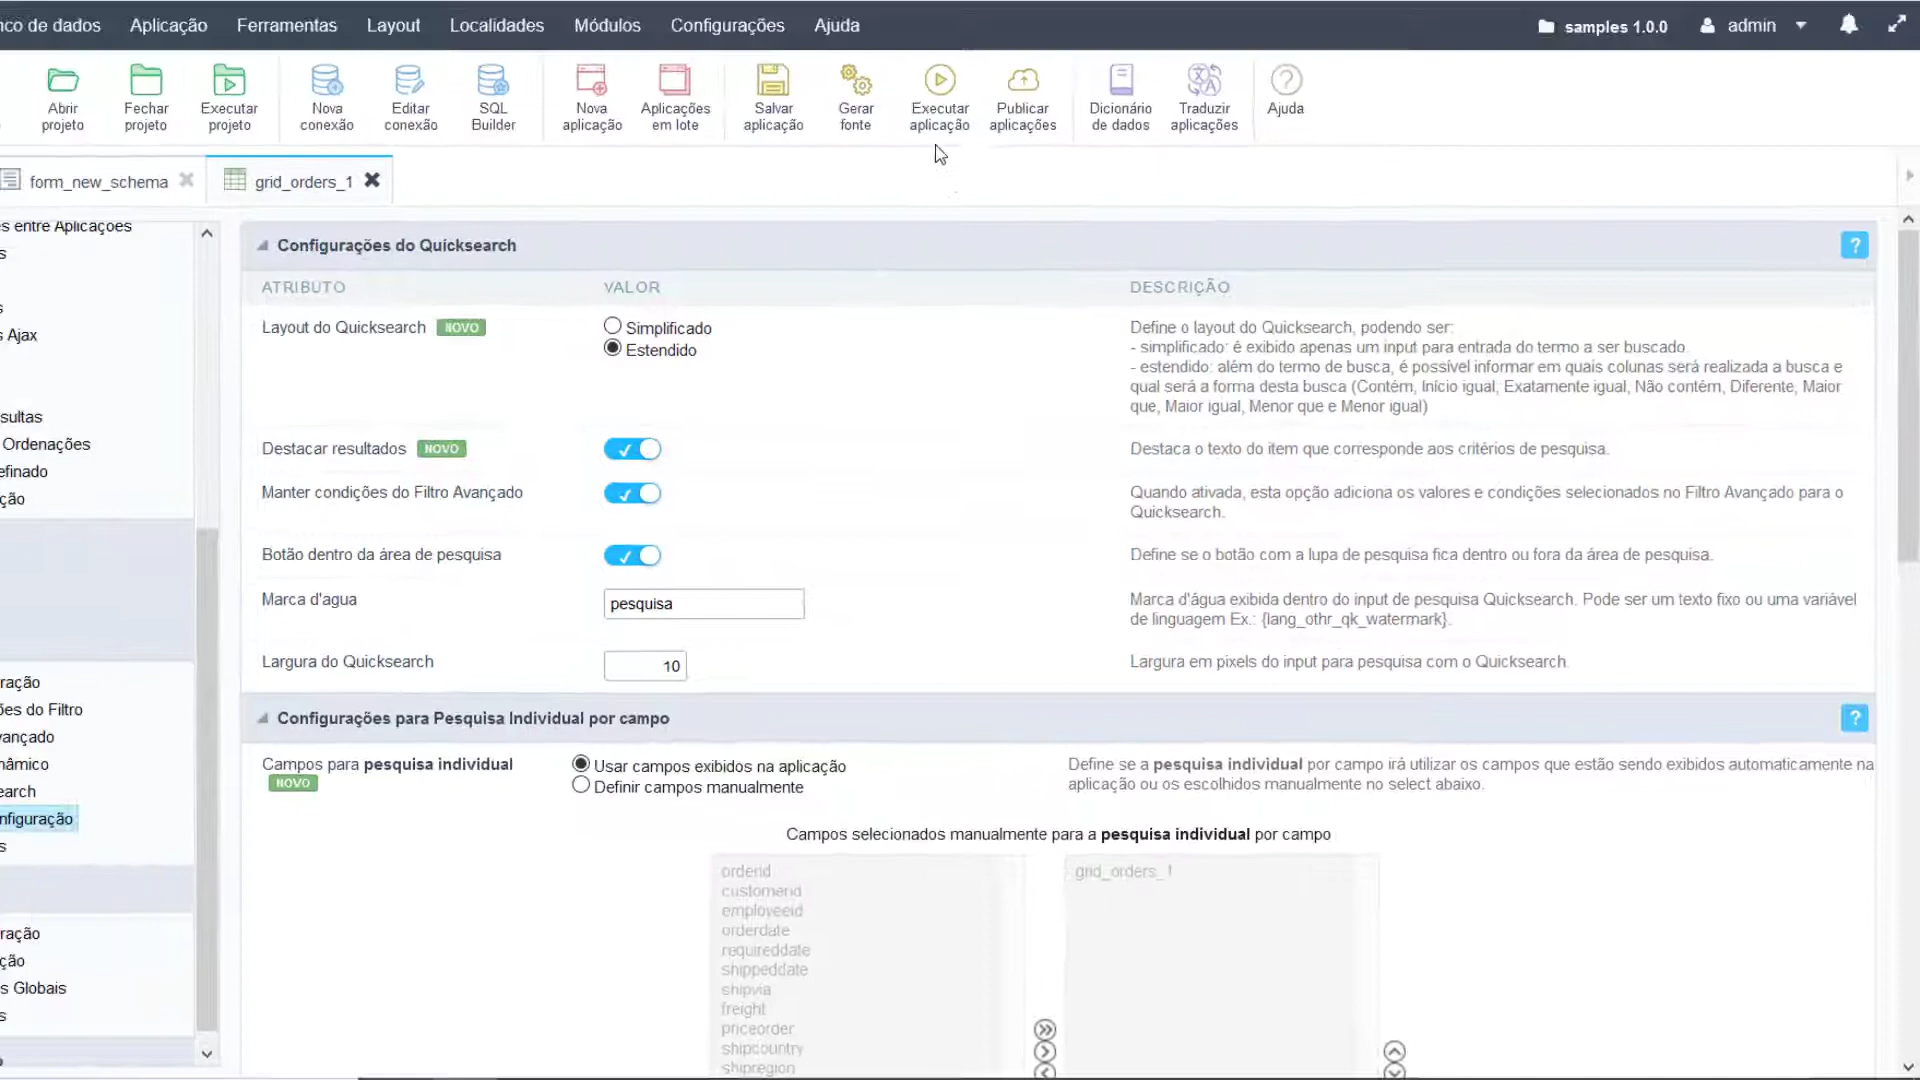 nco de dados Aplicação Ferramentas Layout Localidades Módulos Configurações Ajuda samples 1.0.0 admin
Abrir projeto
Fechar projeto
Executar projeto
Nova conexão
Editar conexão
SQL Builder
Nova aplicação
Aplicações em lote
Salvar aplicação
Gerar fonte
Executar aplicação
Publicar aplicações
Dicionário de dados
Traduzir aplicações
Ajuda
form_new_schema
grid_orders_1
s entre Aplicações
s
s
s Ajax
sultas
Ordenações
efinado
ção
ração
ões do Filtro
vançado
nâmico
earch
nfiguração
s
ração
ção
s Globais
s
Configurações do Quicksearch ?
ATRIBUTO VALOR DESCRIÇÃO
Layout do Quicksearch NOVO
Simplificado
Estendido
Define o layout do Quicksearch, podendo ser:
- simplificado: é exibido apenas um input para entrada do termo a ser buscado.
- estendido: além do termo de busca, é possível informar em quais colunas será realizada a busca e
qual será a forma desta busca (Contém, Início igual, Exatamente igual, Não contém, Diferente, Maior
que, Maior igual, Menor que e Menor igual)
Destacar resultados NOVO
Destaca o texto do item que corresponde aos critérios de pesquisa.
Manter condições do Filtro Avançado
Quando ativada, esta opção adiciona os valores e condições selecionados no Filtro Avançado para o
Quicksearch.
Botão dentro da área de pesquisa
Define se o botão com a lupa de pesquisa fica dentro ou fora da área de pesquisa.
Marca d'agua
pesquisa
Marca d'água exibida dentro do input de pesquisa Quicksearch. Pode ser um texto fixo ou uma variável
de linguagem Ex.: {lang_othr_qk_watermark}.
Largura do Quicksearch
10
Largura em pixels do input para pesquisa com o Quicksearch.
Configurações para Pesquisa Individual por campo ?
Campos para pesquisa individual
NOVO
Usar campos exibidos na aplicação
Definir campos manualmente
Define se a pesquisa individual por campo irá utilizar os campos que estão sendo exibidos automaticamente na
aplicação ou os escolhidos manualmente no select abaixo.
Campos selecionados manualmente para a pesquisa individual por campo
orderid
customerid
employeeid
orderdate
requireddate
shippeddate
shipvia
freight
priceorder
shipcountry
shipregion
grid_orders_1